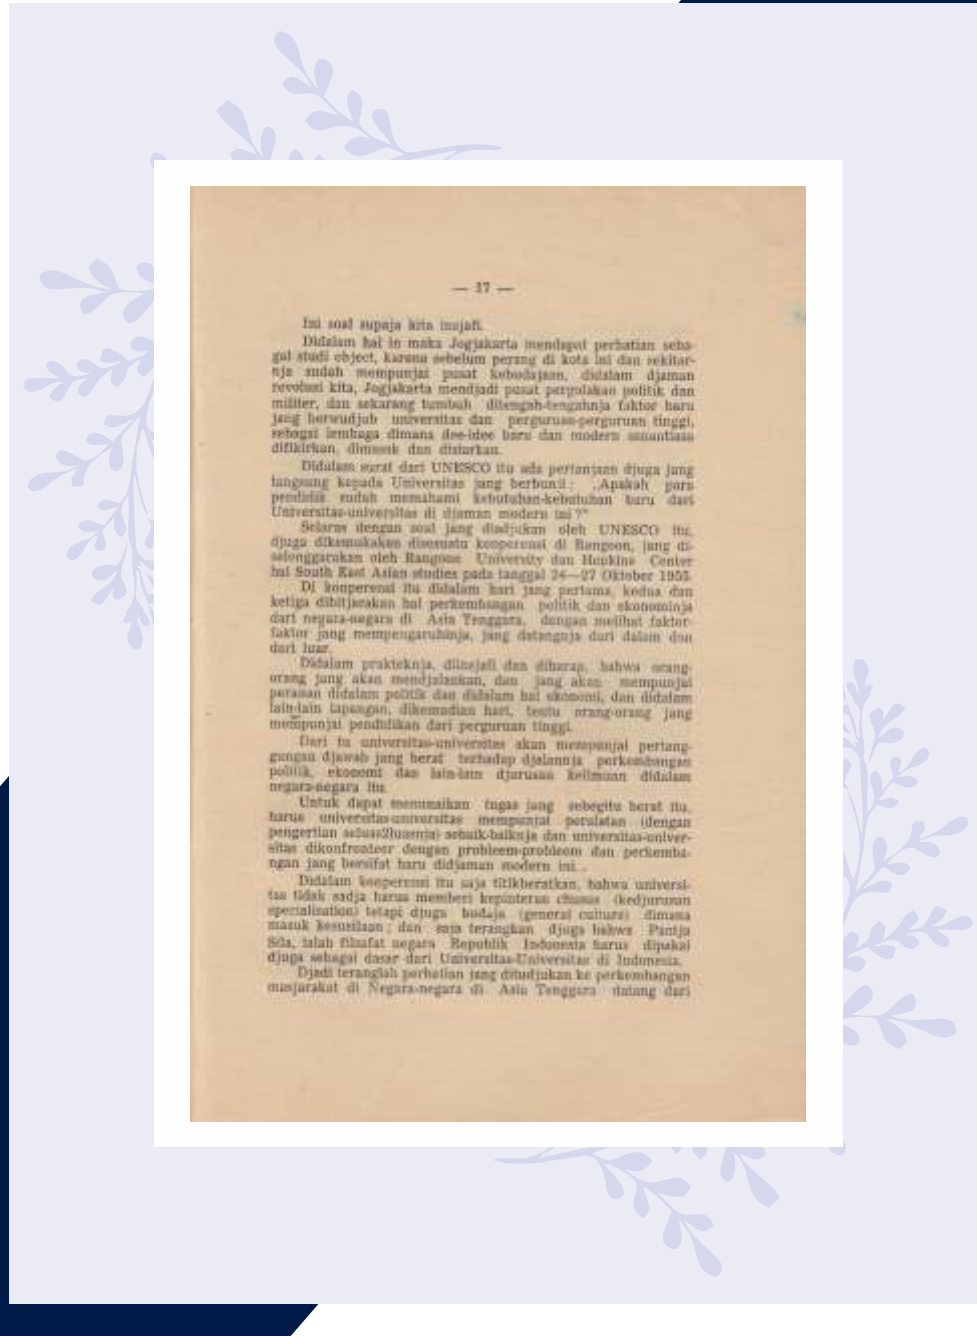 — 17 —
Ini soal supaja kita insjafi.
Didalam hal in maka Jogjakarta mendapat perhatian seba-
gai studi object, karena sebelum perang di kota ini dan sekitar-
nja sudah mempunjai pusat kebudajaan, didalam djaman
revolusi kita, Jogjakarta mendjadi pusat pergolakan politik dan
militer, dan sekarang tumbuh ditengah-tengahnja faktor baru
jang berwudjub universitas dan perguruan-perguruan tinggi,
sebagai lembaga dimana dee-idee baru dan modern senantiasa
difikirkan, dimasak dan disiarkan.
Didalam surat dari UNESCO itu ada pertanjaan djuga jang
langsung kepada Universitas jang berbunji : „Apakah para
pendidik sudah memahami kebutuhan-kebutuhan baru dari
Universitas-universitas di djaman modern ini ?"
Selaras dengan soal jang diadjukan oleh UNESCO itu,
djuga dikemukakan disesuatu konperensi di Rangoon, jang di-
selenggarakan oleh Rangoon University dan Hopkins Center
hal South East Asian studies pada tanggal 24—27 Oktober
Di konperensi itu didalam hari jang pertama, kedua dan
ketiga dibitjarakan hal perkembangan politik dan ekonominja
dari negara-negara di Asia Tenggara, dengan melihat faktor-
faktor jang mempengaruhinja, jang datangnja dari dalam dan
dari luar.
Didalam prakteknja, diinsjafi dan diharap, bahwa orang-
orang jang akan mendjalankan, dan jang akan mempunjai
peranan didalam politik dan didalam hal ekonomi, dan didalam
lain-lain lapangan, dikemudian hari, tentu orang-orang jang
mempunjai pendidikan dari perguruan tinggi.
Dari tu universitas-universitas akan mempunjai pertang-
gungan djawab jang berat terhadap djalannja perkembangan
politik, ekonomi dan lain-lain djurusan keilmuan didalam
negara-negara itu.
Untuk dapat menunaikan tugas jang sebegitu berat itu,
harus universitas-universitas mempunjai peralatan (dengan
pengertian seluas2luasnja) sebaik-baiknja dan universitas-univer-
sitas dikonfronteer dengan probleem-probleem dan perkemba-
ngan jang bersifat baru didjaman modern ini.
Didalam konperensi itu saja titikberatkan, bahwa universi-
tas tidak sadja harus memberi kepinteran chusus (kedjurusan
specialisation) tetapi djuga budaja (general culture) dimana
masuk kesusilaan ; dan saja terangkan djuga bahwa Pantja
Sila, ialah filsafat negara Republik Indonesia harus dipakai
djuga sebagai dasar dari Universitas-Universitas di Indonesia.
Djadi teranglah perhatian jang ditudjukan ke perkembangan
masjarakat di Negara-negara di Asia Tenggara datang dari